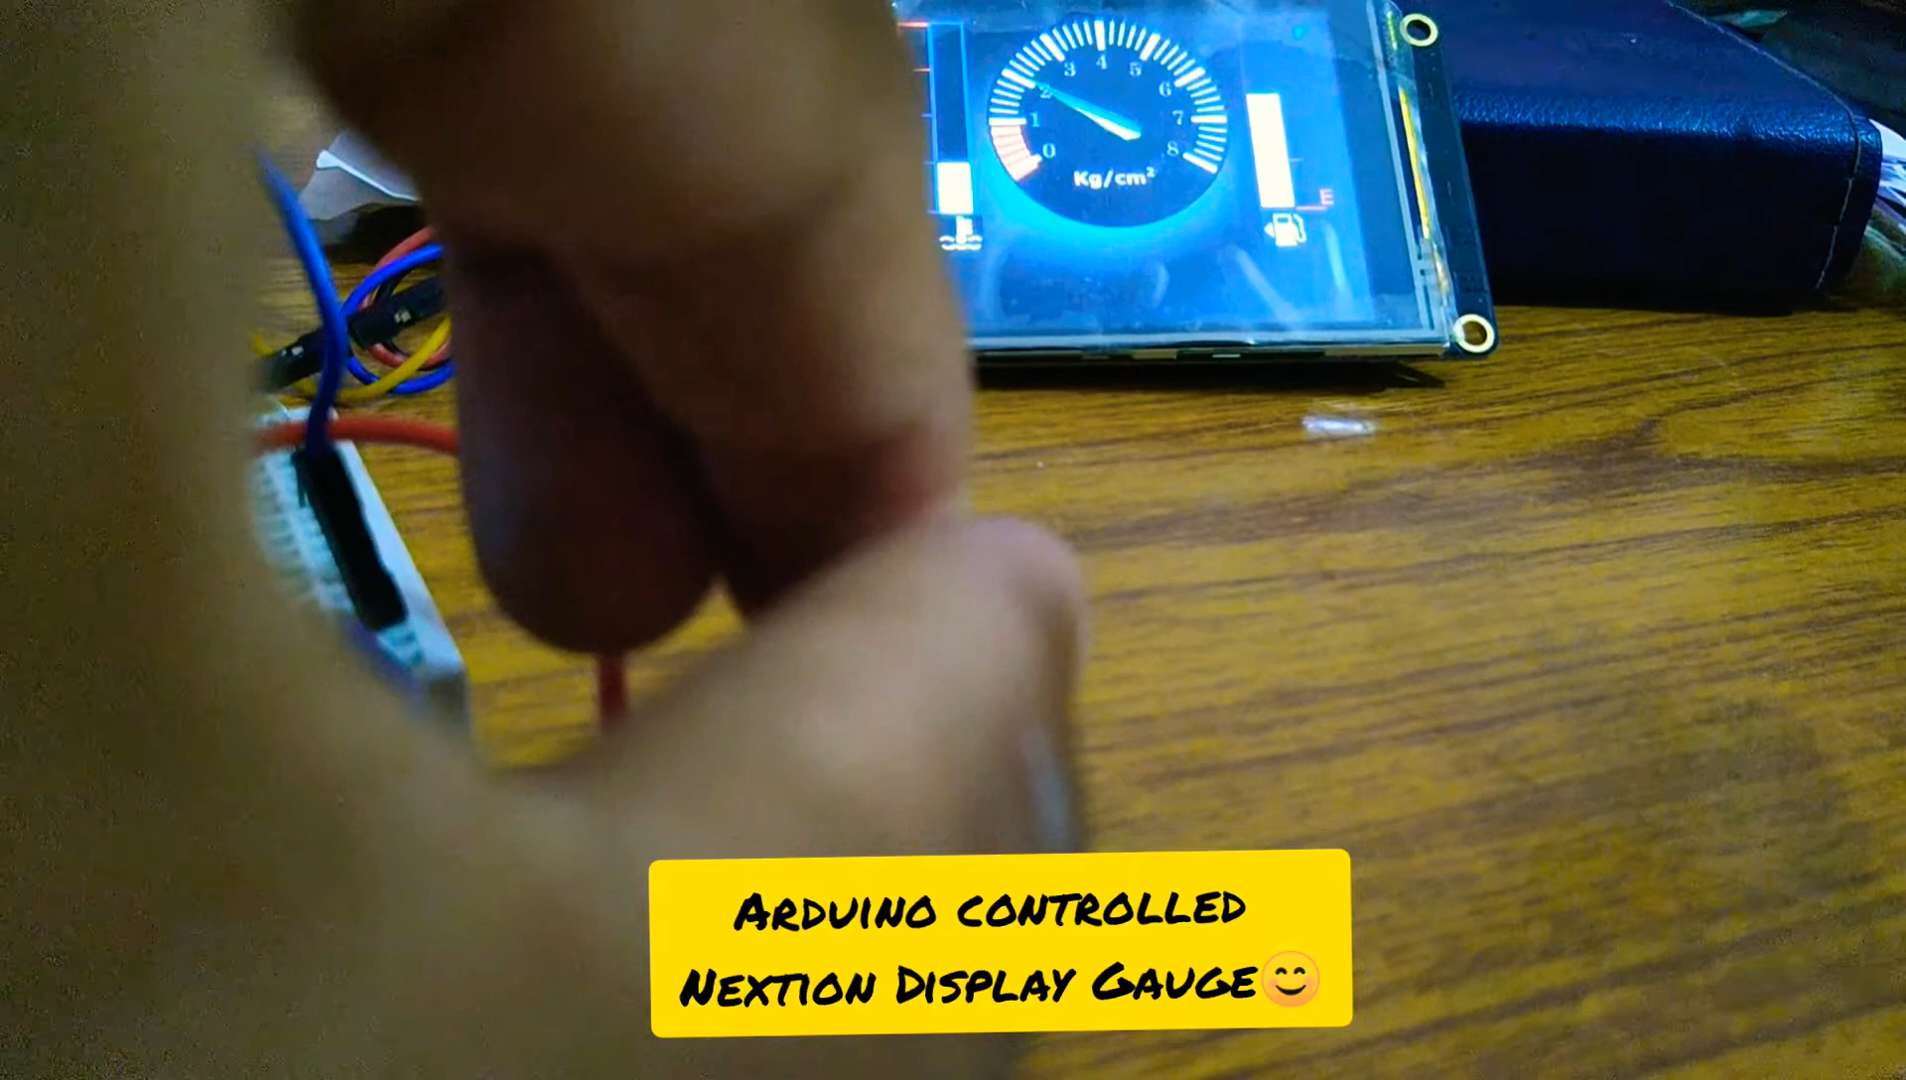 3 4 5
2 6
1 7
0 8
Kg/cm²
E
Arduino controlled
Nextion Display Gauge😊